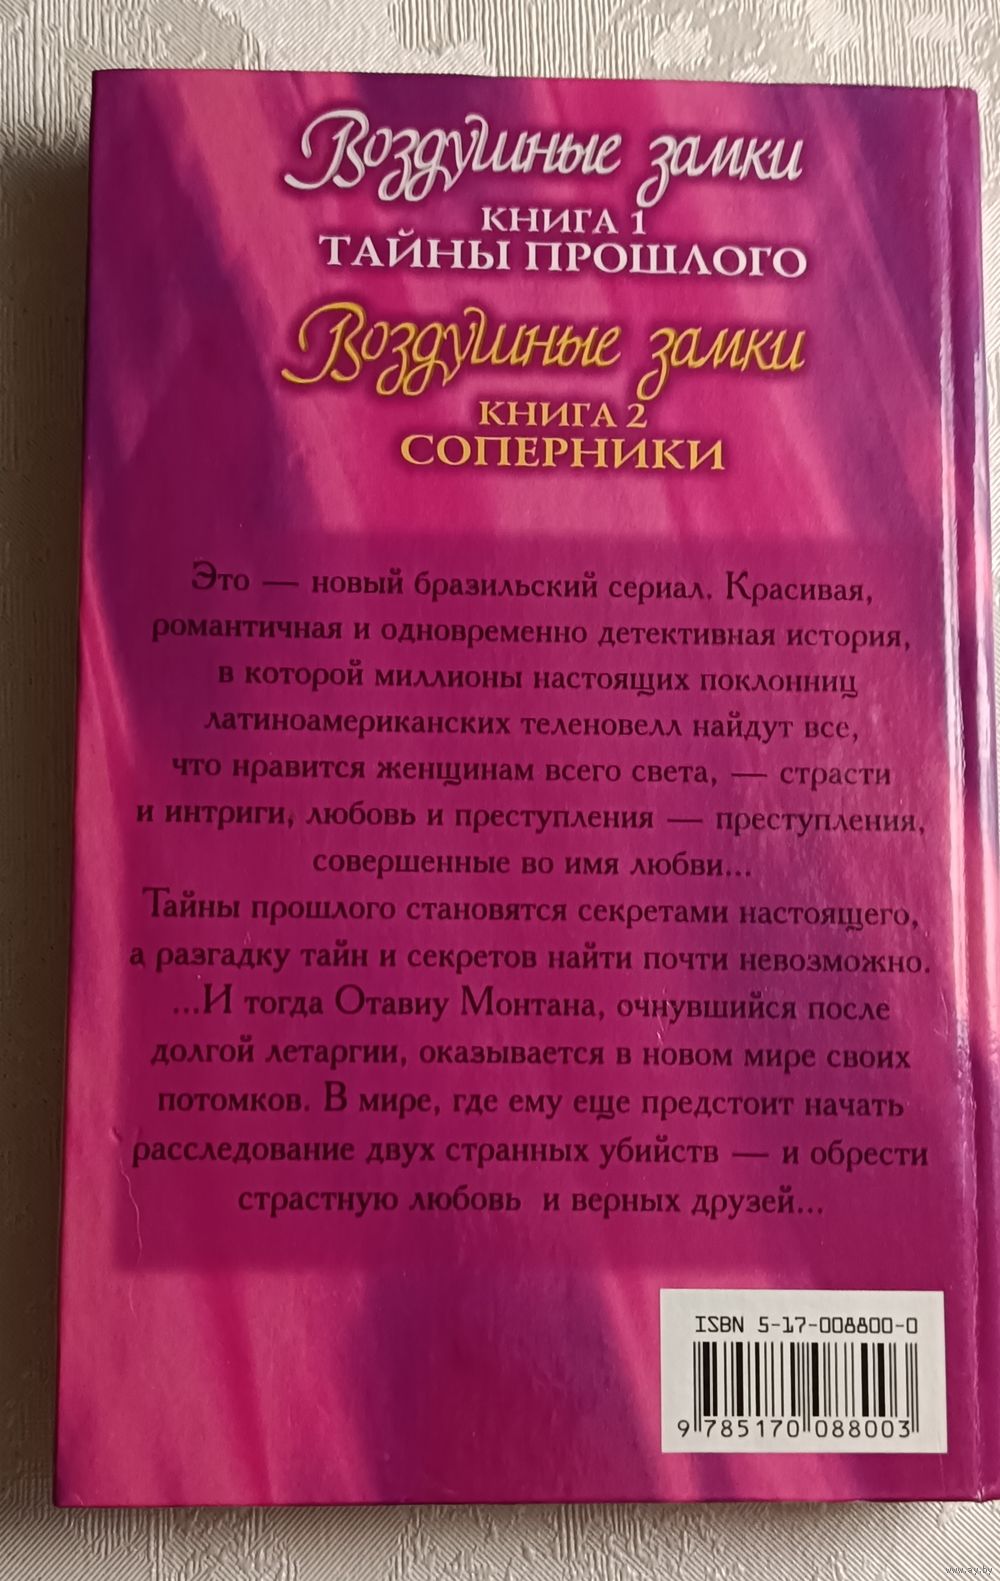 Воздушные замки
КНИГА 1
ТАЙНЫ ПРОШЛОГО
Воздушные замки
КНИГА 2
СОПЕРНИКИ
Это — новый бразильский сериал. Красивая,
романтичная и одновременно детективная история,
в которой миллионы настоящих поклонниц
латиноамериканских теленовелл найдут все,
что нравится женщинам всего света, — страсти
и интриги, любовь и преступления — преступления,
совершенные во имя любви...
Тайны прошлого становятся секретами настоящего,
а разгадку тайн и секретов найти почти невозможно.
...И тогда Отавиу Монтана, очнувшийся после
долгой летаргии, оказывается в новом мире своих
потомков. В мире, где ему еще предстоит начать
расследование двух странных убийств — и обрести
страстную любовь и верных друзей...
ISBN 5-17-008800-0
9 785170 088003
www.ay.by